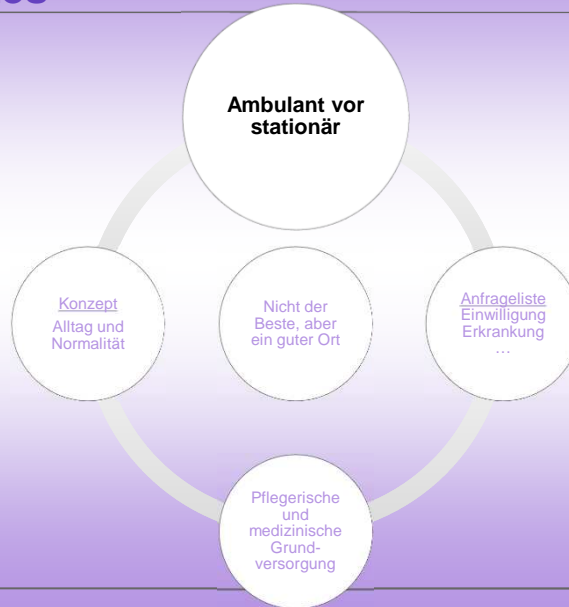 Ambulant vor
stationär
Konzept
Alltag und
Normalität
Nicht der
Beste, aber
ein guter Ort
Anfrageliste
Einwilligung
Erkrankung
…
Pflegerische
und
medizinische
Grund-
versorgung